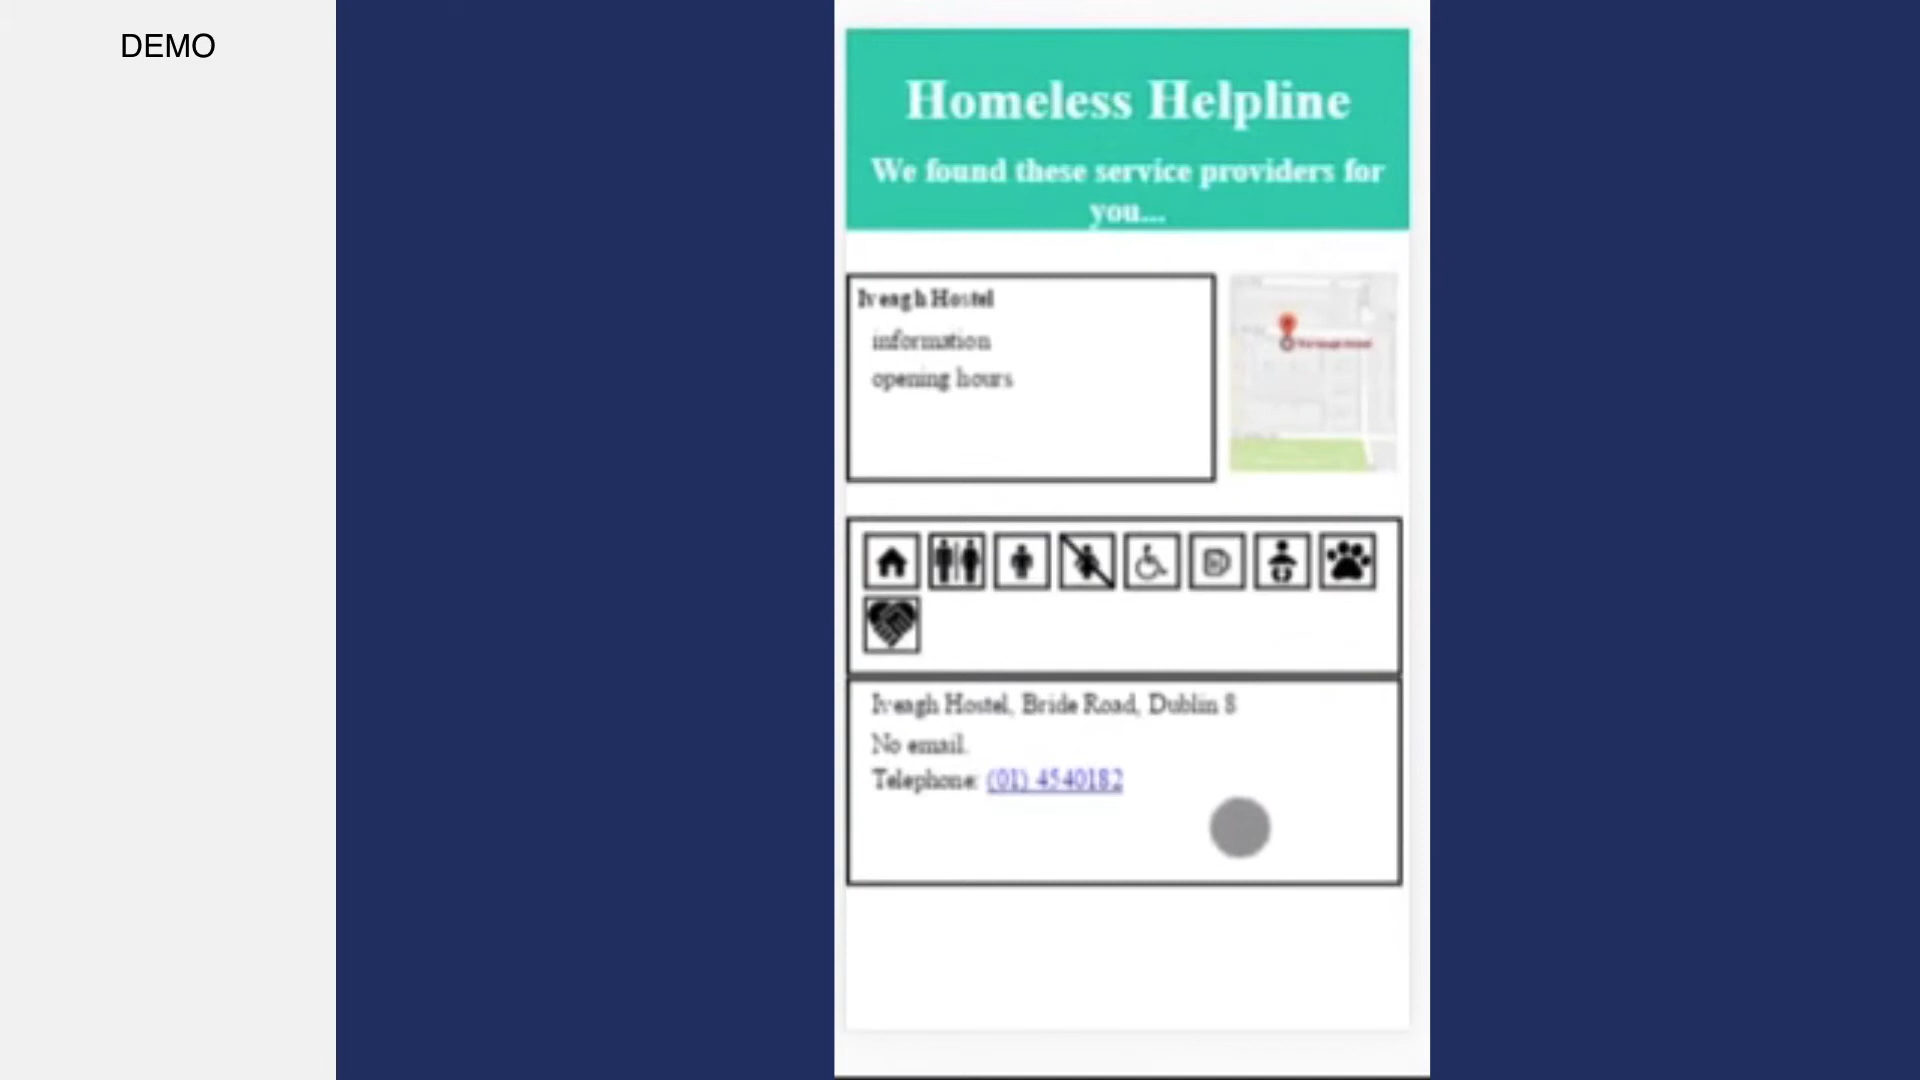 DEMO
Homeless Helpline
We found these service providers for
you...
Iveagh Hostel
information
opening hours
Iveagh Hostel, Bride Road, Dublin 8
No email.
Telephone: (01) 4540182